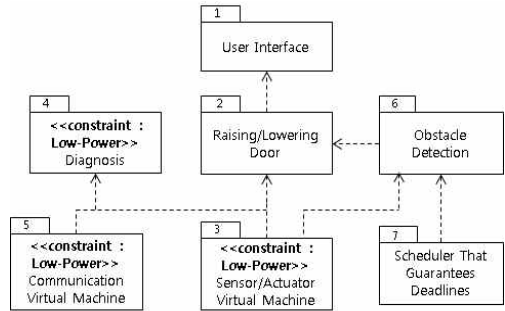 1
User Interface
4
<<constraint :
Low-Power>>
Diagnosis
2
Raising/Lowering
Door
6
Obstacle
Detection
5
<<constraint :
Low-Power>>
Communication
Virtual Machine
3
<<constraint :
Low-Power>>
Sensor/Actuator
Virtual Machine
7
Scheduler That
Guarantees
Deadlines